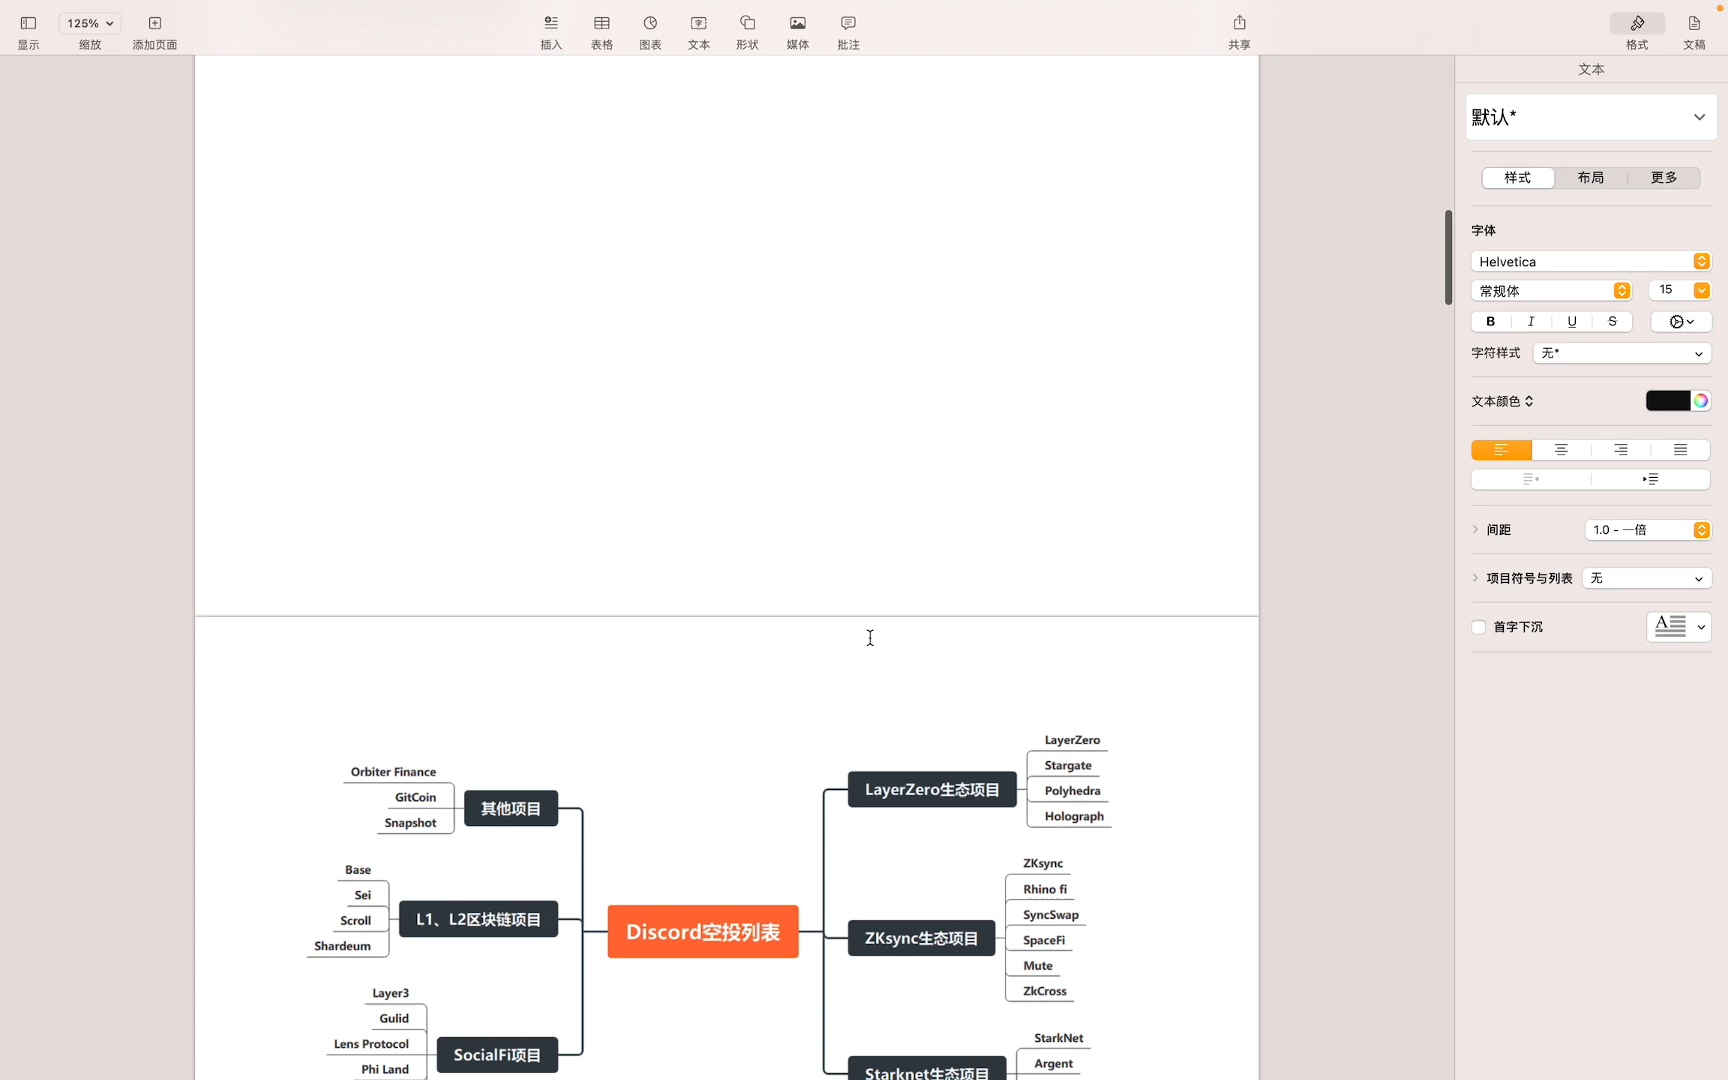 125%
显示
缩放
添加页面
插入
表格
图表
文本
形状
媒体
批注
共享
格式
文稿
文本
默认*
样式
布局
更多
字体
Helvetica
常规体
15
B
I
U
S
字符样式
无*
文本颜色
间距
1.0 - 一倍
项目符号与列表
无
首字下沉
A
Orbiter Finance
GitCoin
Snapshot
其他项目
Base
Sei
Scroll
Shardeum
L1、L2区块链项目
Layer3
Gulid
Lens Protocol
Phi Land
SocialFi项目
Discord空投列表
LayerZero生态项目
LayerZero
Stargate
Polyhedra
Holograph
ZKsync生态项目
ZKsync
Rhino fi
SyncSwap
SpaceFi
Mute
ZkCross
Starknet生态项目
StarkNet
Argent